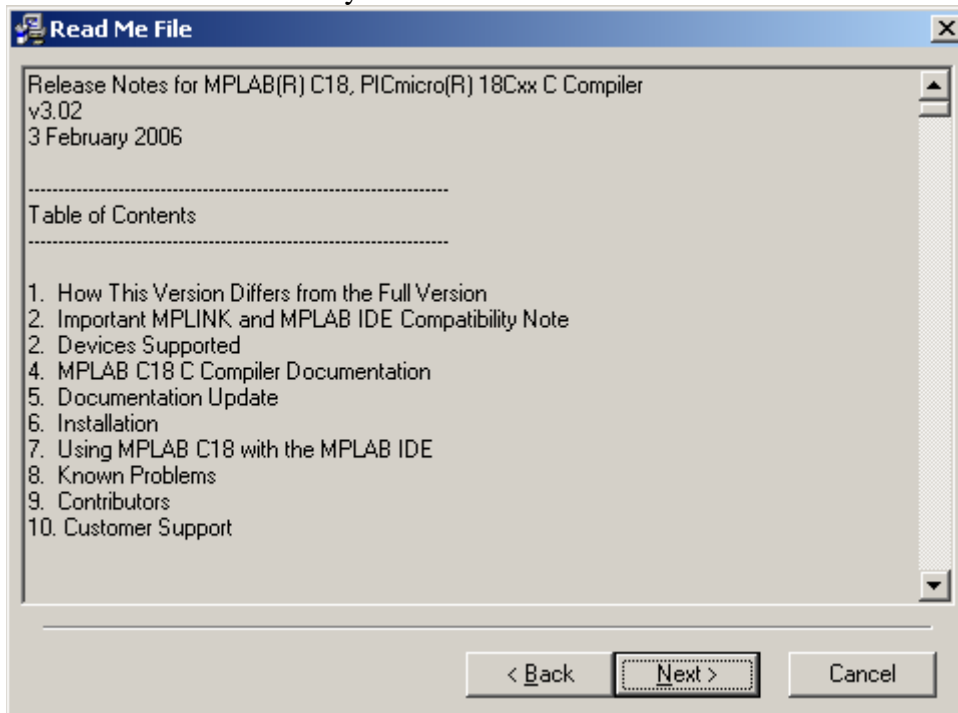 Read Me File
Release Notes for MPLAB(R) C18, PICmicro(R) 18Cxx C Compiler
v3.02
3 February 2006
----------------------------------------------------------------------
Table of Contents
----------------------------------------------------------------------
1. How This Version Differs from the Full Version
2. Important MPLINK and MPLAB IDE Compatibility Note
2. Devices Supported
4. MPLAB C18 C Compiler Documentation
5. Documentation Update
6. Installation
7. Using MPLAB C18 with the MPLAB IDE
8. Known Problems
9. Contributors
10. Customer Support
< Back Next > Cancel